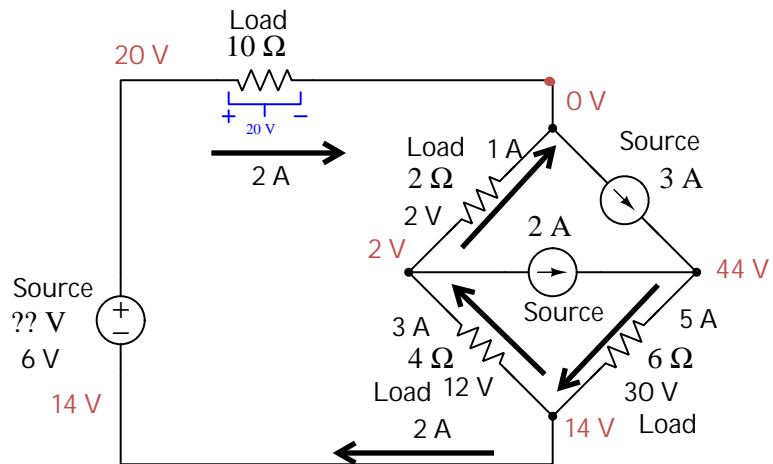 Load
20 V
10 Ω
0 V
+ 20 V −
2 A
Load
1 A
Source
2 Ω
3 A
2 V
2 A
2 V
44 V
Source
Source
?? V
+
−
6 V
3 A
5 A
4 Ω
6 Ω
Load
12 V
30 V
14 V
14 V
Load
2 A